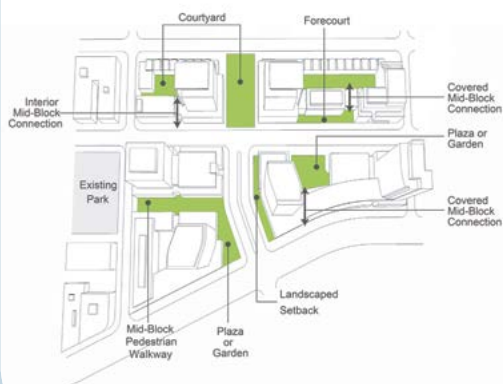 Courtyard
Forecourt
Interior
Mid-Block
Connection
Covered
Mid-Block
Connection
Plaza or
Garden
Existing
Park
Covered
Mid-Block
Connection
Landscaped
Setback
Mid-Block
Pedestrian
Walkway
Plaza
or
Garden